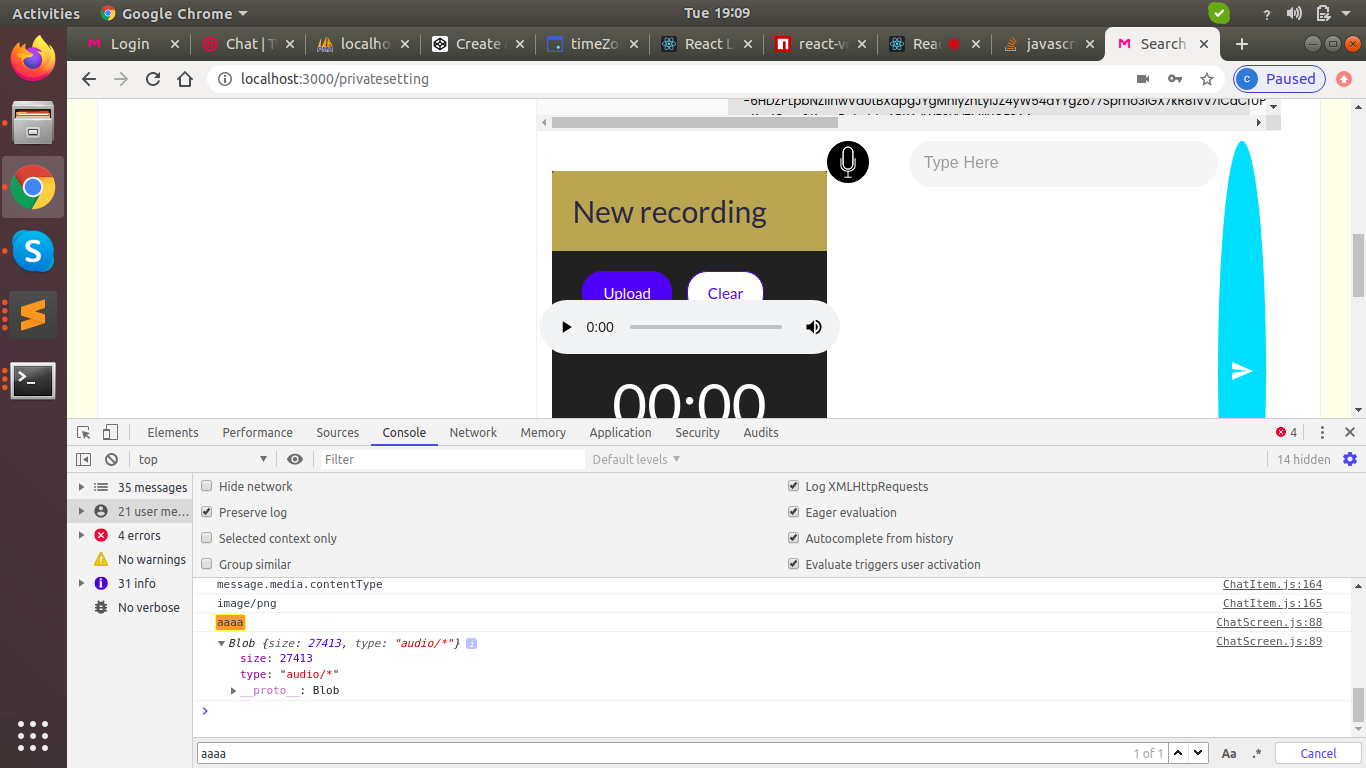 Activities Google Chrome Tue 19:09 ?
Login Chat | Tw localho Create a timeZo React L react-vo Rea javascr Search
localhost:3000/privatesetting c Paused
Type Here
New recording
Upload Clear
0:00
00:00
Elements Performance Sources Console Network Memory Application Security Audits 4
top Filter Default levels 14 hidden
35 messages
21 user me...
4 errors
No warnings
31 info
No verbose
Hide network Log XMLHttpRequests
Preserve log Eager evaluation
Selected context only Autocomplete from history
Group similar Evaluate triggers user activation
message.media.contentType ChatItem.js:164
image/png ChatItem.js:165
aaaa ChatScreen.js:88
Blob {size: 27413, type: "audio/*"} i ChatScreen.js:89
size: 27413
type: "audio/*"
__proto__: Blob
>
aaaa 1 of 1 Aa .* Cancel